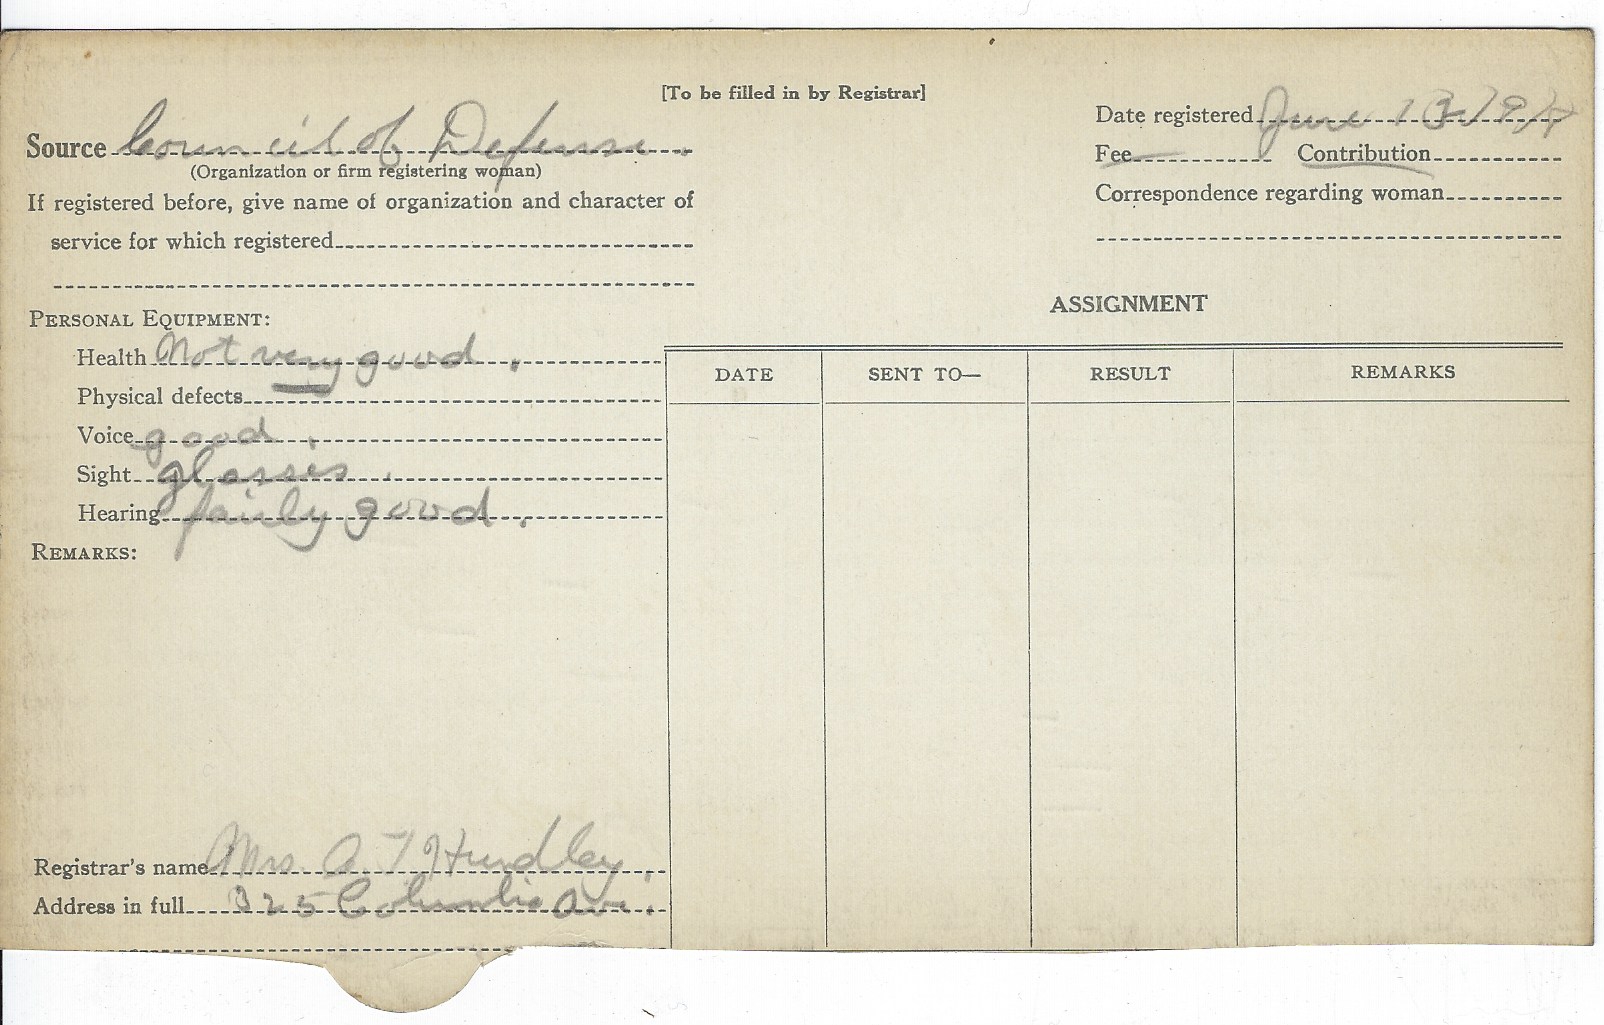 [To be filled in by Registrar]
Source Council of Defense.
(Organization or firm registering woman)
If registered before, give name of organization and character of
service for which registered
Date registered June 13 1917
Fee Contribution
Correspondence regarding woman
PERSONAL EQUIPMENT:
Health Not very good.
Physical defects
Voice good.
Sight glasses.
Hearing fairly good.
REMARKS:
ASSIGNMENT
DATE SENT TO— RESULT REMARKS
Registrar's name Mrs. A. T. Hundley.
Address in full 325 Columbia Ave.